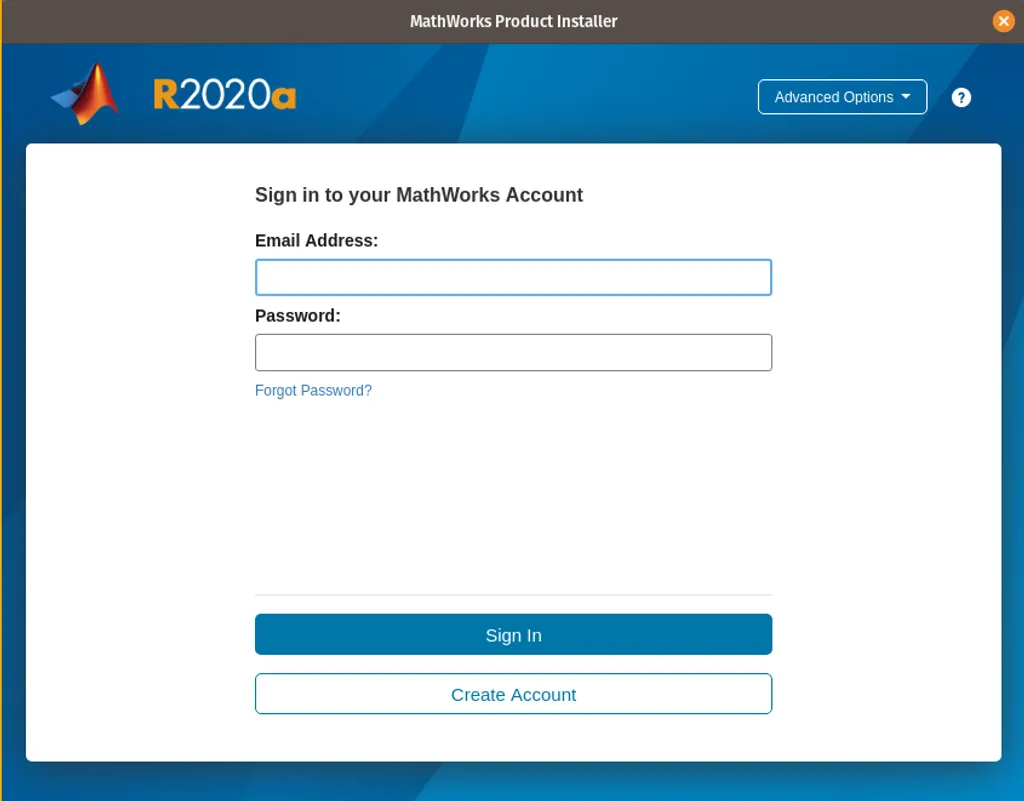 MathWorks Product Installer
R2020a
Advanced Options
?
Sign in to your MathWorks Account
Email Address:
Password:
Forgot Password?
Sign In
Create Account